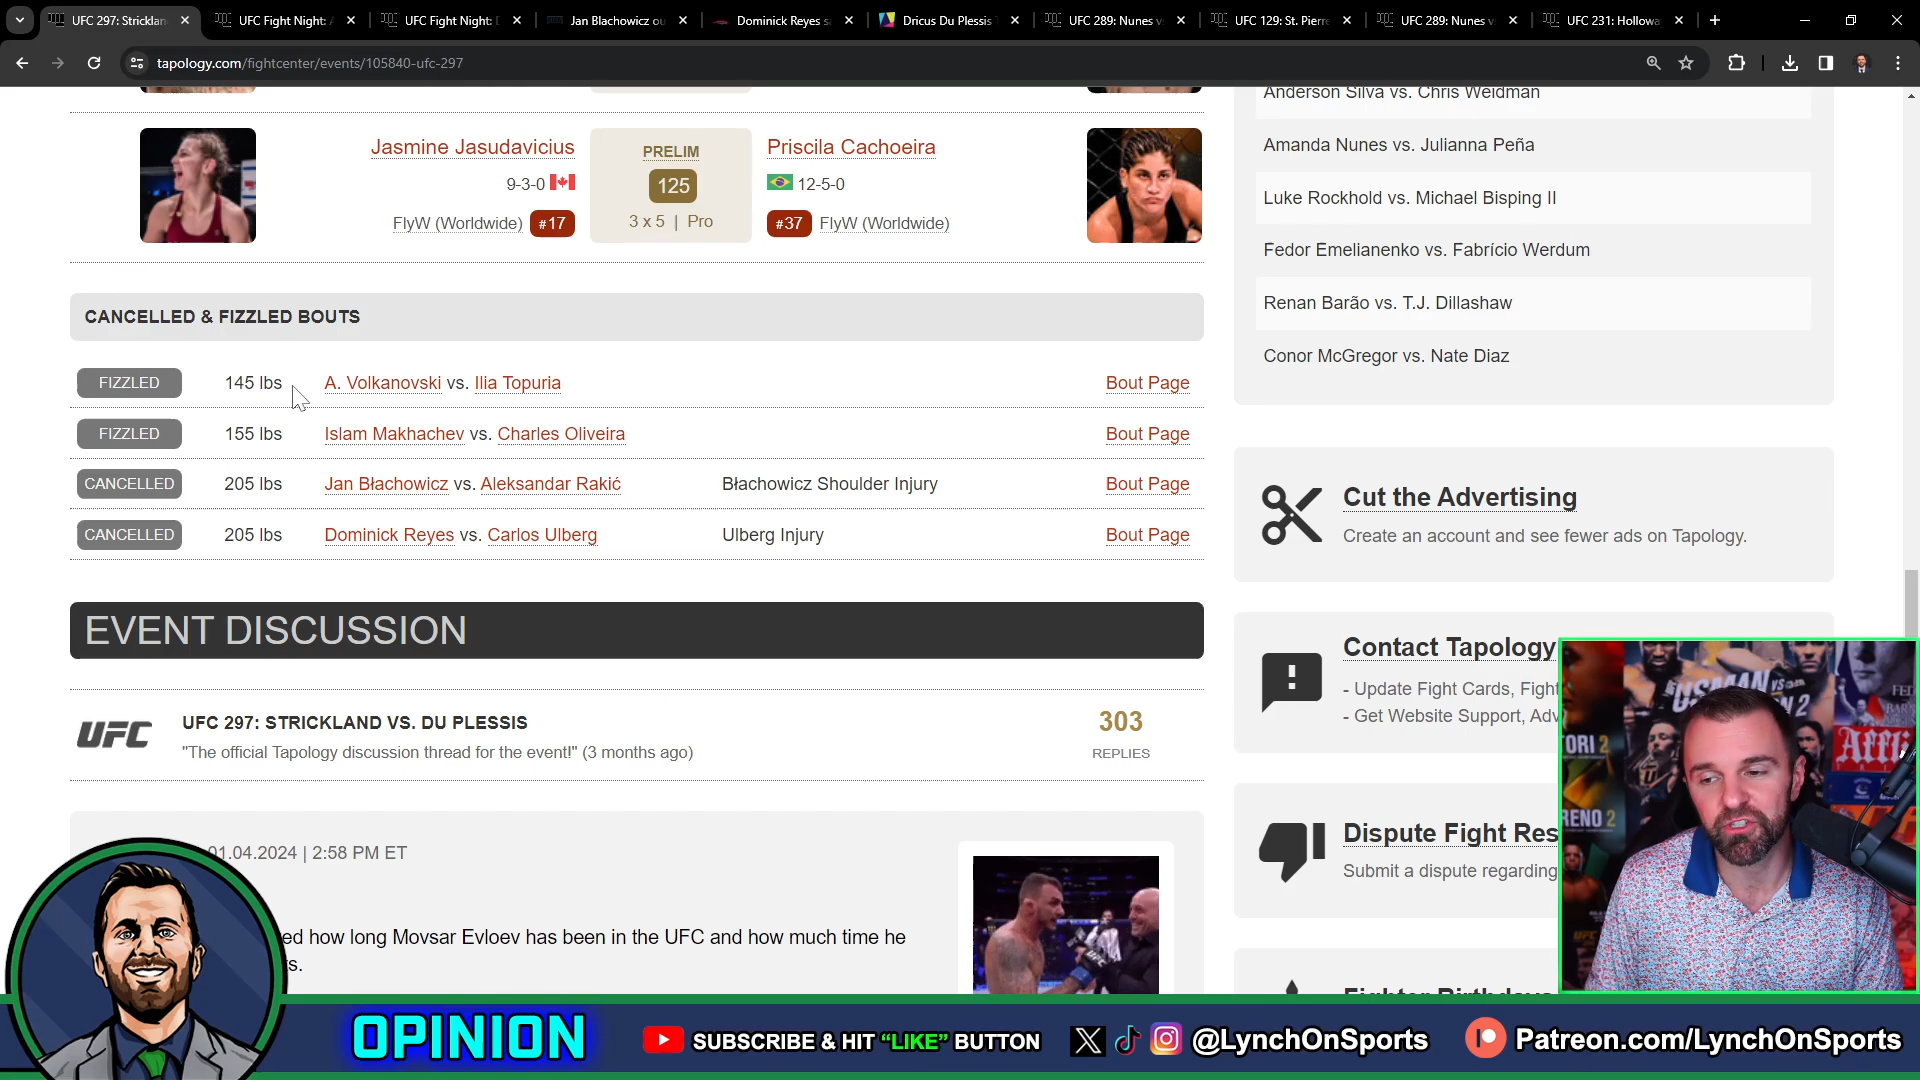 UFC 297: Stricklan
UFC Fight Night:
UFC Fight Night:
Jan Blachowicz ou
Dominick Reyes
Dricus Du Plessis
UFC 289: Nunes v
UFC 129: St. Pierre
UFC 289: Nunes v
UFC 231: Hollowa
tapology.com/fightcenter/events/105840-ufc-297
Anderson Silva vs. Chris Weidman
Jasmine Jasudavicius
9-3-0
FlyW (Worldwide) #17
PRELIM
125
3 x 5 | Pro
Priscila Cachoeira
12-5-0
#37 FlyW (Worldwide)
Amanda Nunes vs. Julianna Peña
Luke Rockhold vs. Michael Bisping II
Fedor Emelianenko vs. Fabrício Werdum
Renan Barão vs. T.J. Dillashaw
Conor McGregor vs. Nate Diaz
CANCELLED & FIZZLED BOUTS
FIZZLED 145 lbs A. Volkanovski vs. Ilia Topuria Bout Page
FIZZLED 155 lbs Islam Makhachev vs. Charles Oliveira Bout Page
CANCELLED 205 lbs Jan Błachowicz vs. Aleksandar Rakić Błachowicz Shoulder Injury Bout Page
CANCELLED 205 lbs Dominick Reyes vs. Carlos Ulberg Ulberg Injury Bout Page
Cut the Advertising
Create an account and see fewer ads on Tapology.
EVENT DISCUSSION
UFC
UFC 297: STRICKLAND VS. DU PLESSIS
"The official Tapology discussion thread for the event!" (3 months ago)
303
REPLIES
Contact Tapology
- Update Fight Cards, Fight
- Get Website Support, Adv
Dispute Fight Res
Submit a dispute regarding
01.04.2024 | 2:58 PM ET
ed how long Movsar Evloev has been in the UFC and how much time he
s.
USMAN VS
TORI 2
RENO 2
AFFLI
OPINION
SUBSCRIBE & HIT "LIKE" BUTTON
@LynchOnSports
Patreon.com/LynchOnSports